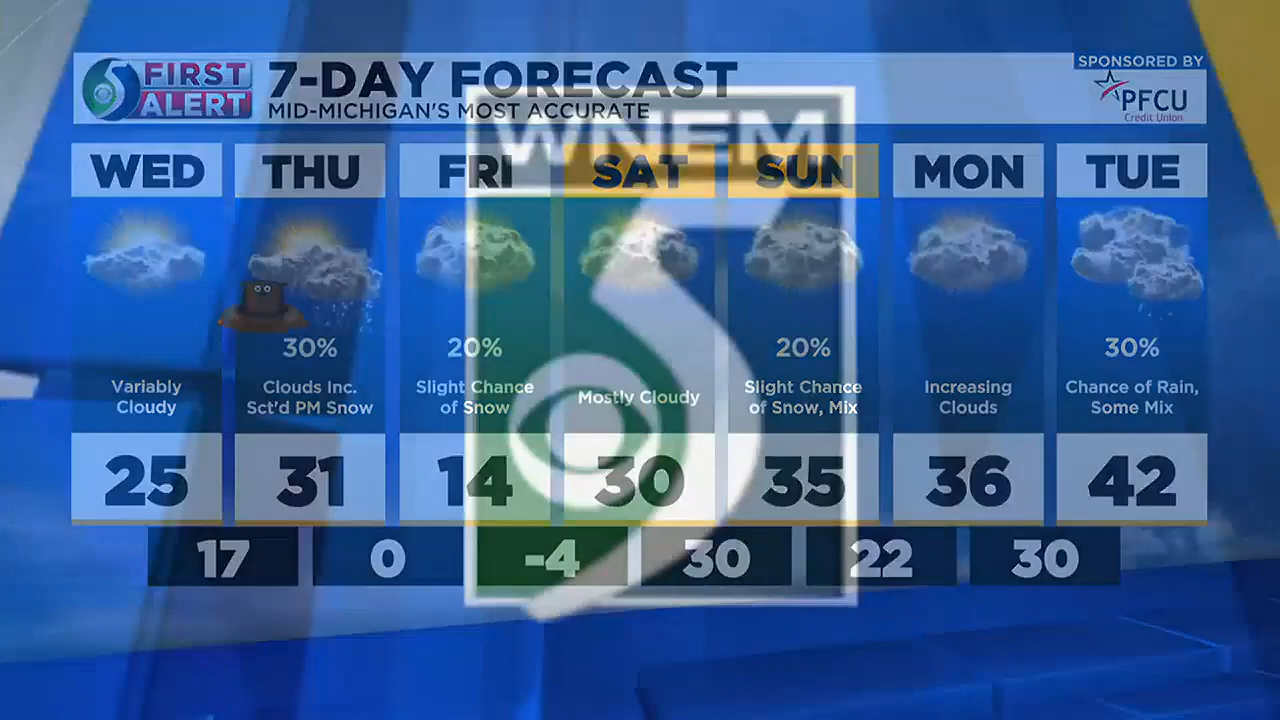 FIRST ALERT
7-DAY FORECAST
MID-MICHIGAN'S MOST ACCURATE
SPONSORED BY
PFCU
Credit Union
WNEM
5
WED THU FRI SAT SUN MON TUE
30% 20% 20% 30%
Variably Cloudy
Clouds Inc. Sct'd PM Snow
Slight Chance of Snow
Mostly Cloudy
Slight Chance of Snow, Mix
Increasing Clouds
Chance of Rain, Some Mix
25 31 14 30 35 36 42
17 0 -4 30 22 30